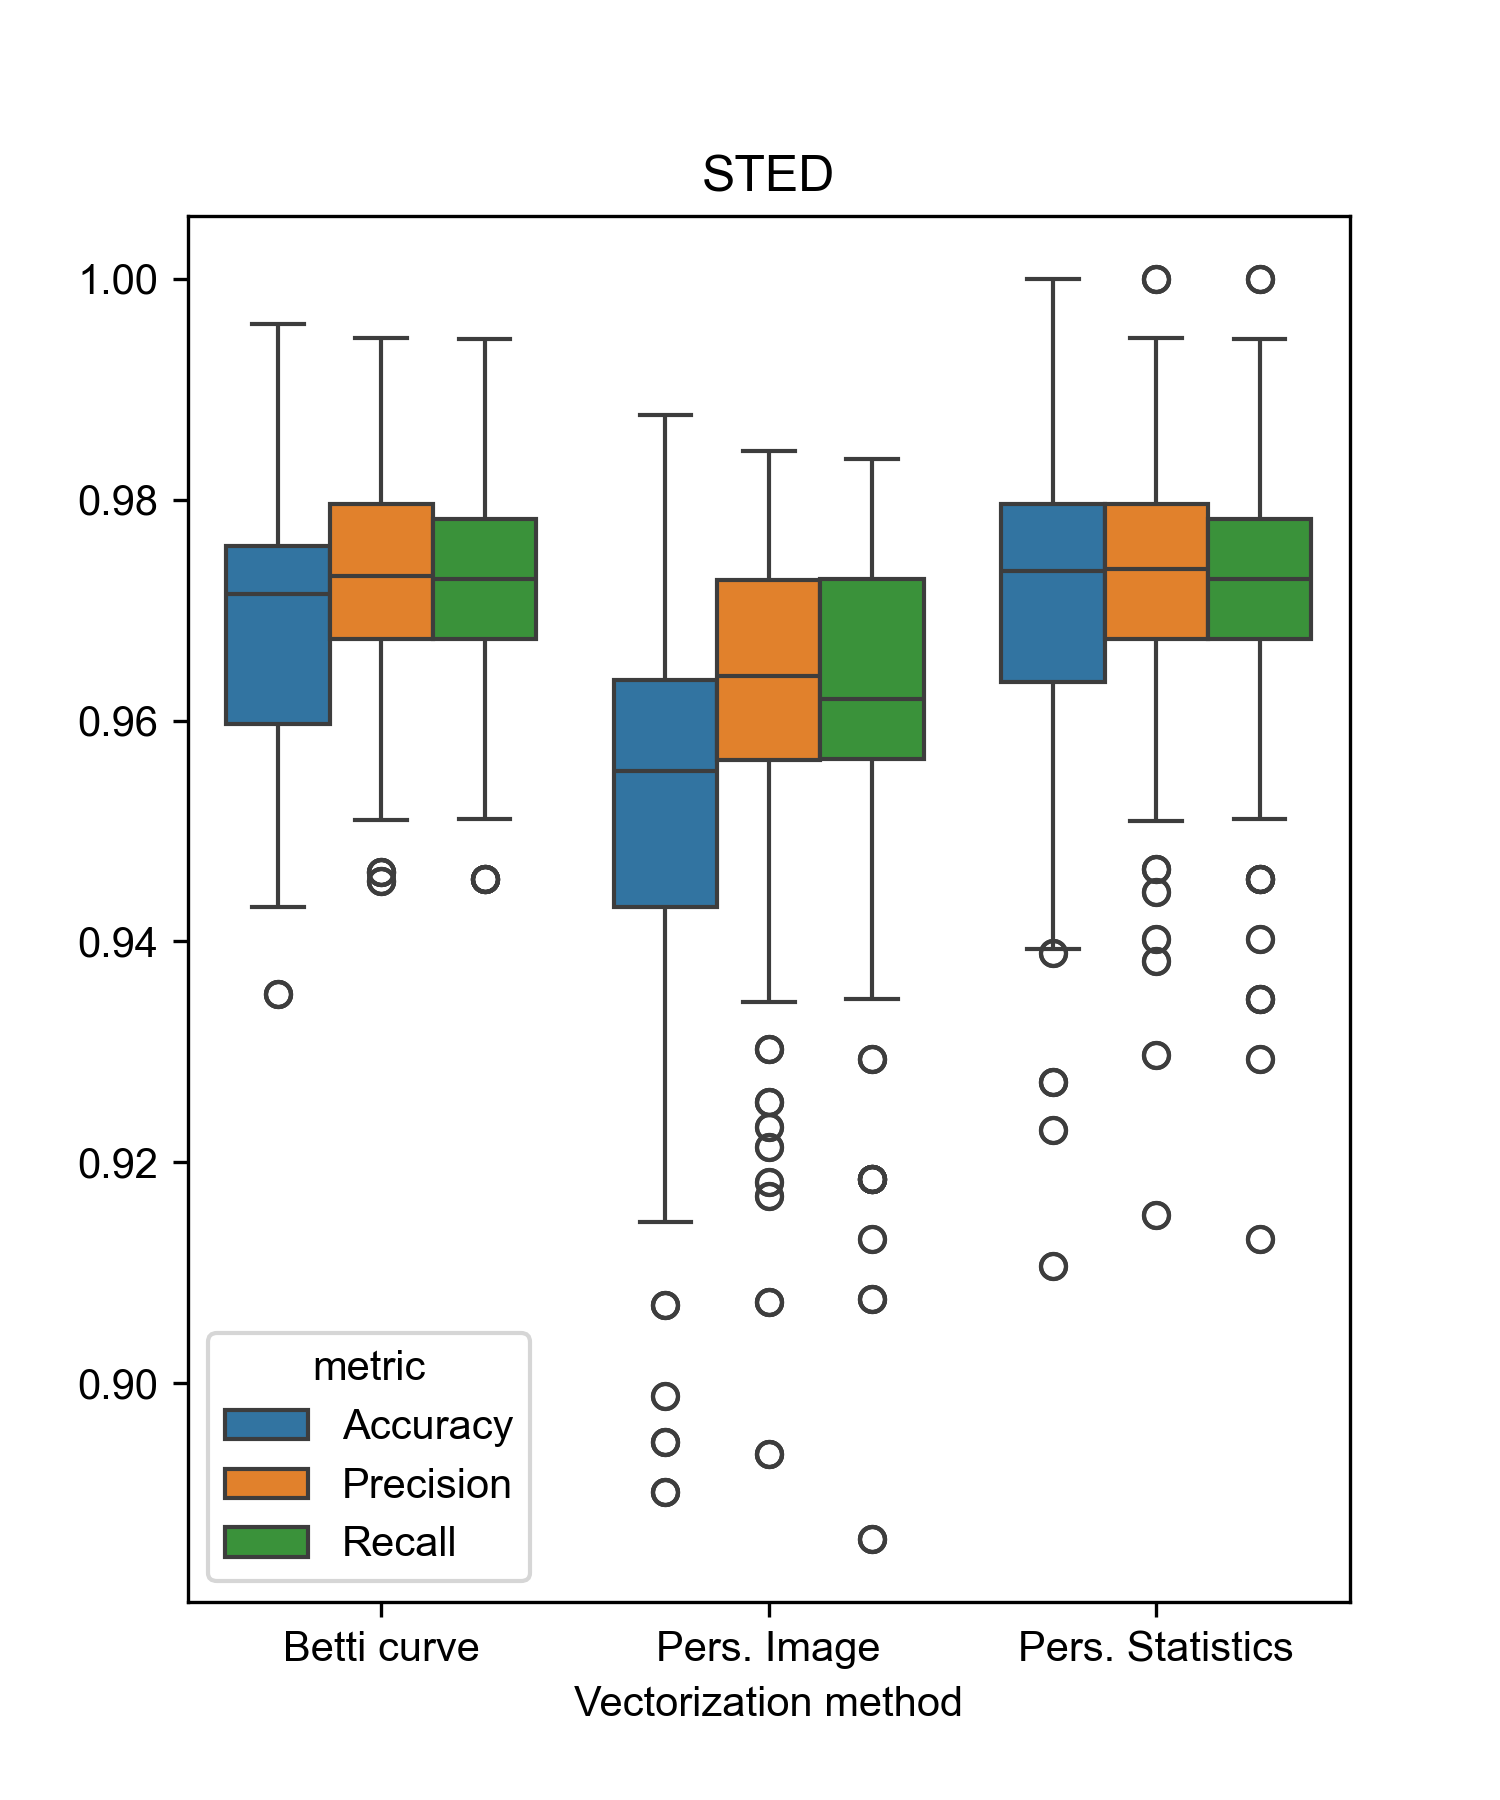 STED
1.00
0.98
0.96
0.94
0.92
0.90
metric
Accuracy
Precision
Recall
Betti curve
Pers. Image
Pers. Statistics
Vectorization method